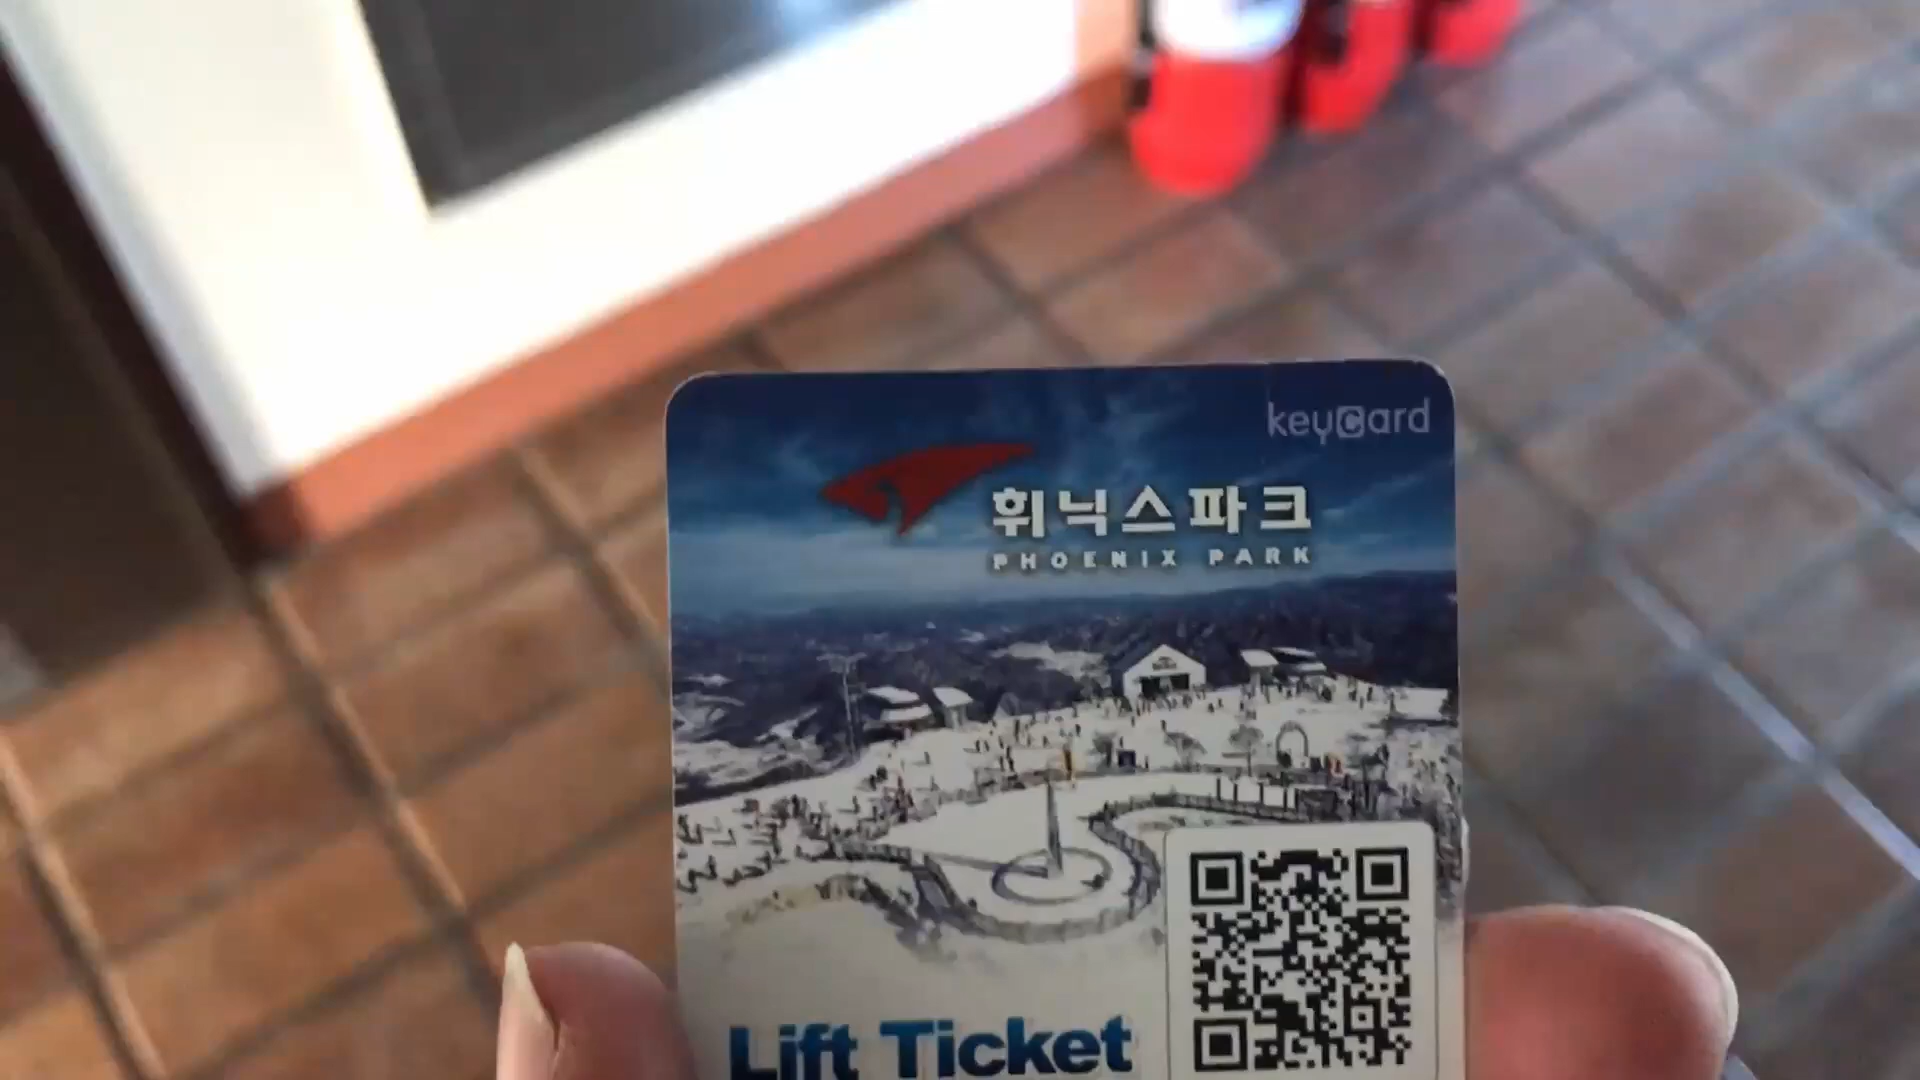 keycard
휘닉스파크
PHOENIX PARK
Lift Ticket